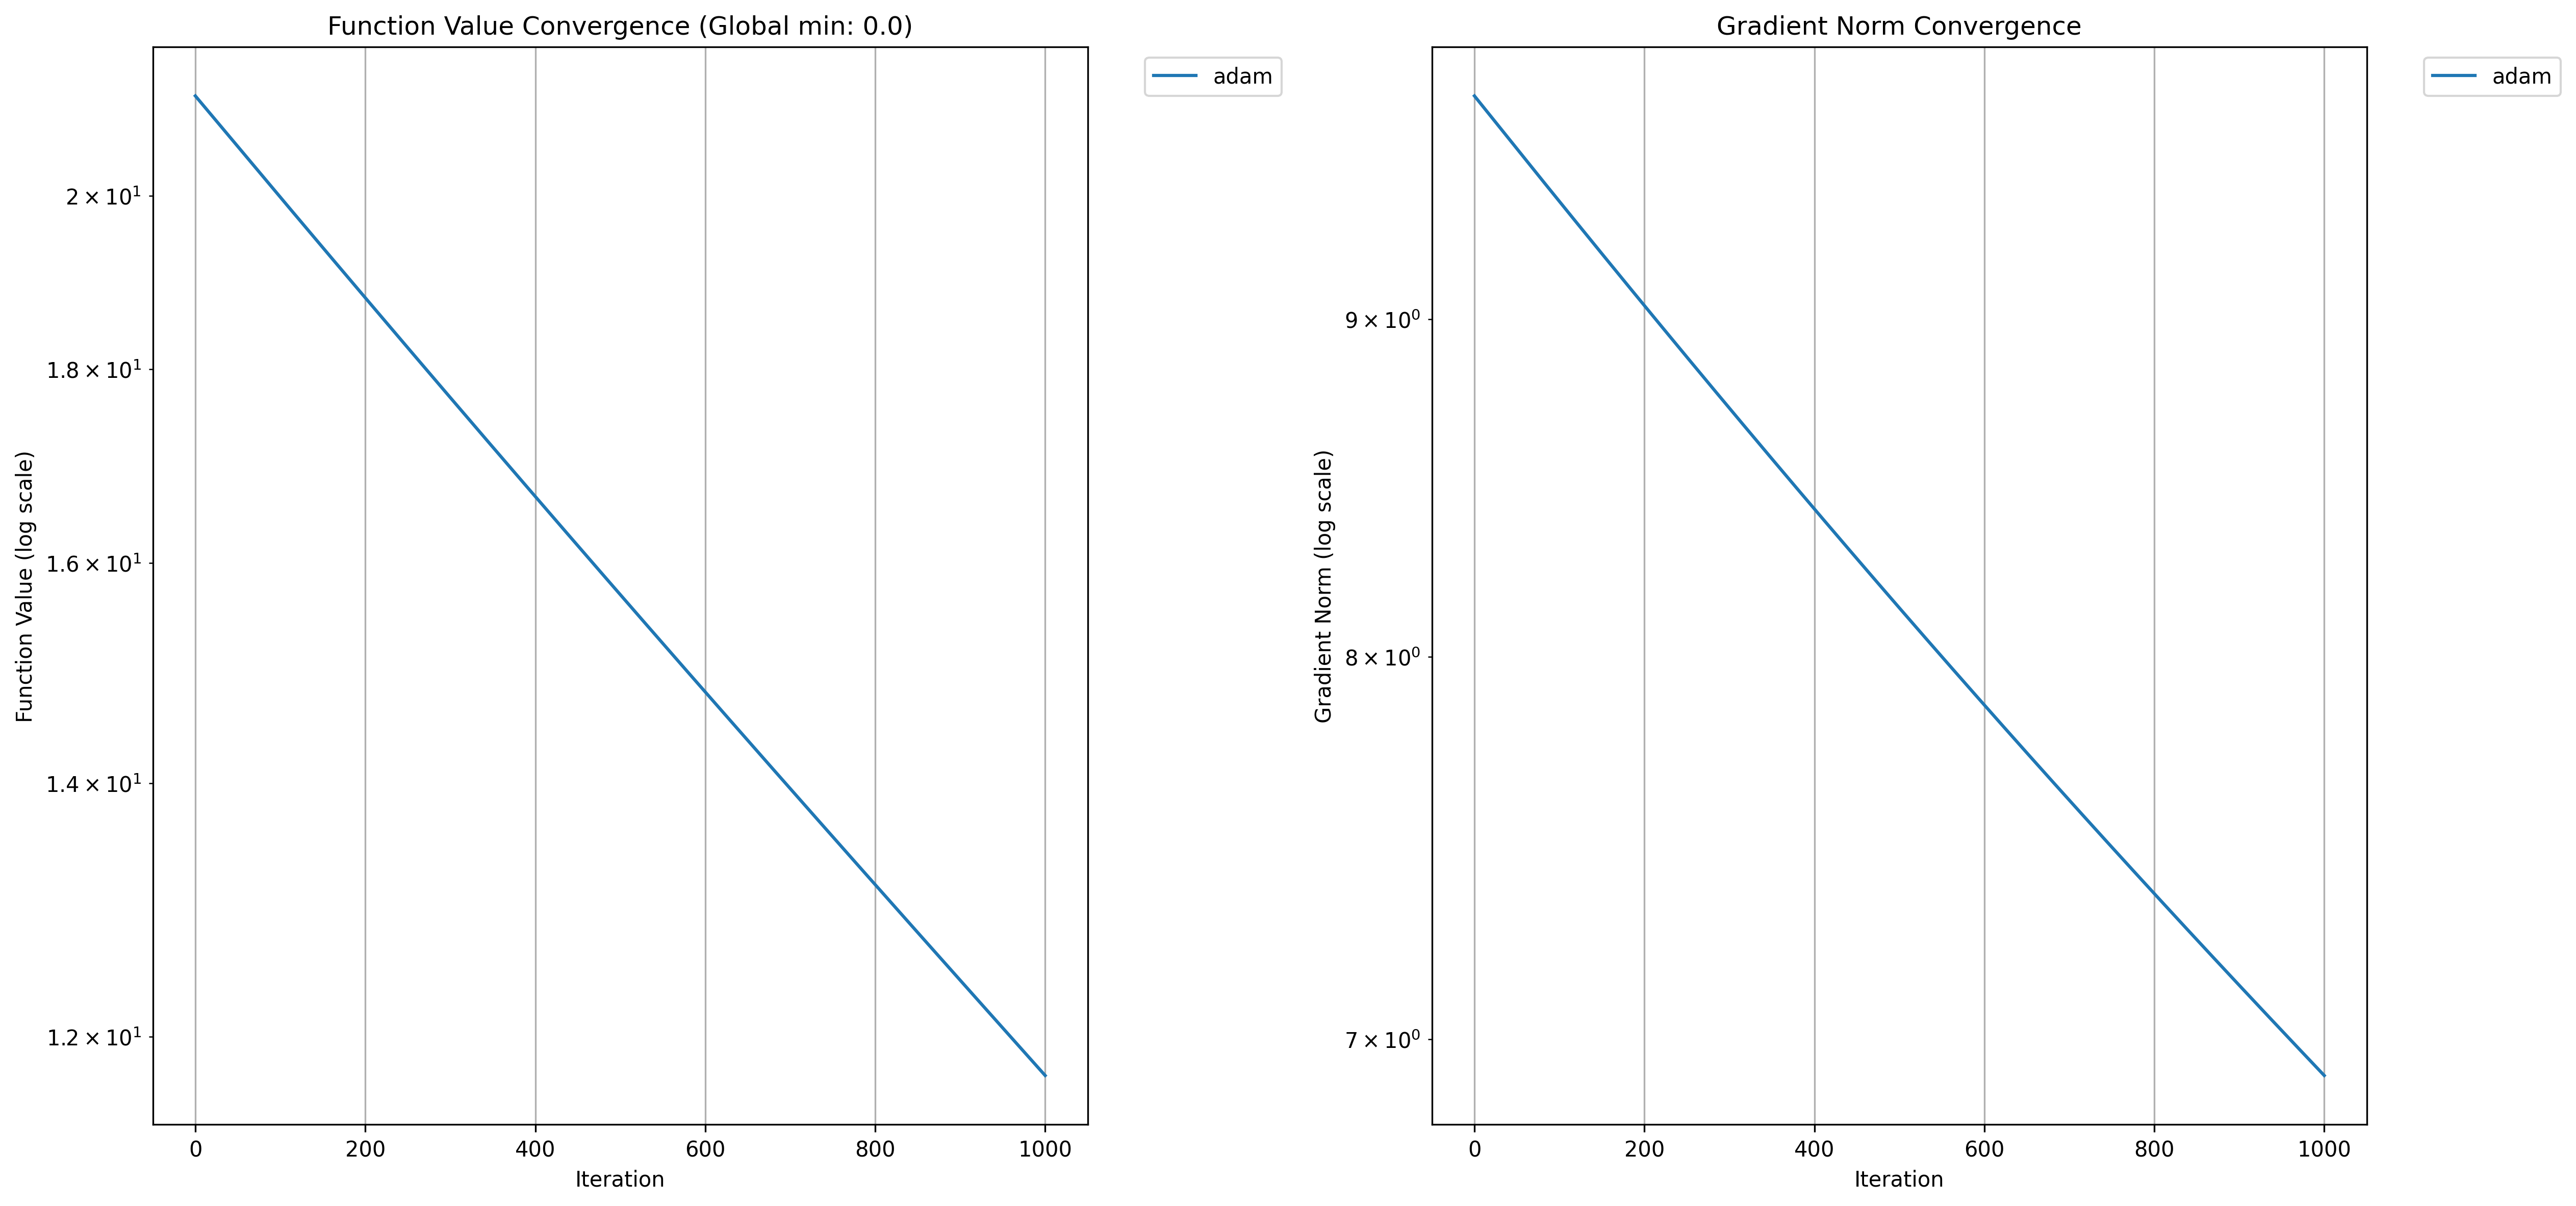 Function Value Convergence (Global min: 0.0)
adam
Function Value (log scale)
2 × 10¹
1.8 × 10¹
1.6 × 10¹
1.4 × 10¹
1.2 × 10¹
0 200 400 600 800 1000
Iteration
Gradient Norm Convergence
adam
Gradient Norm (log scale)
9 × 10⁰
8 × 10⁰
7 × 10⁰
0 200 400 600 800 1000
Iteration